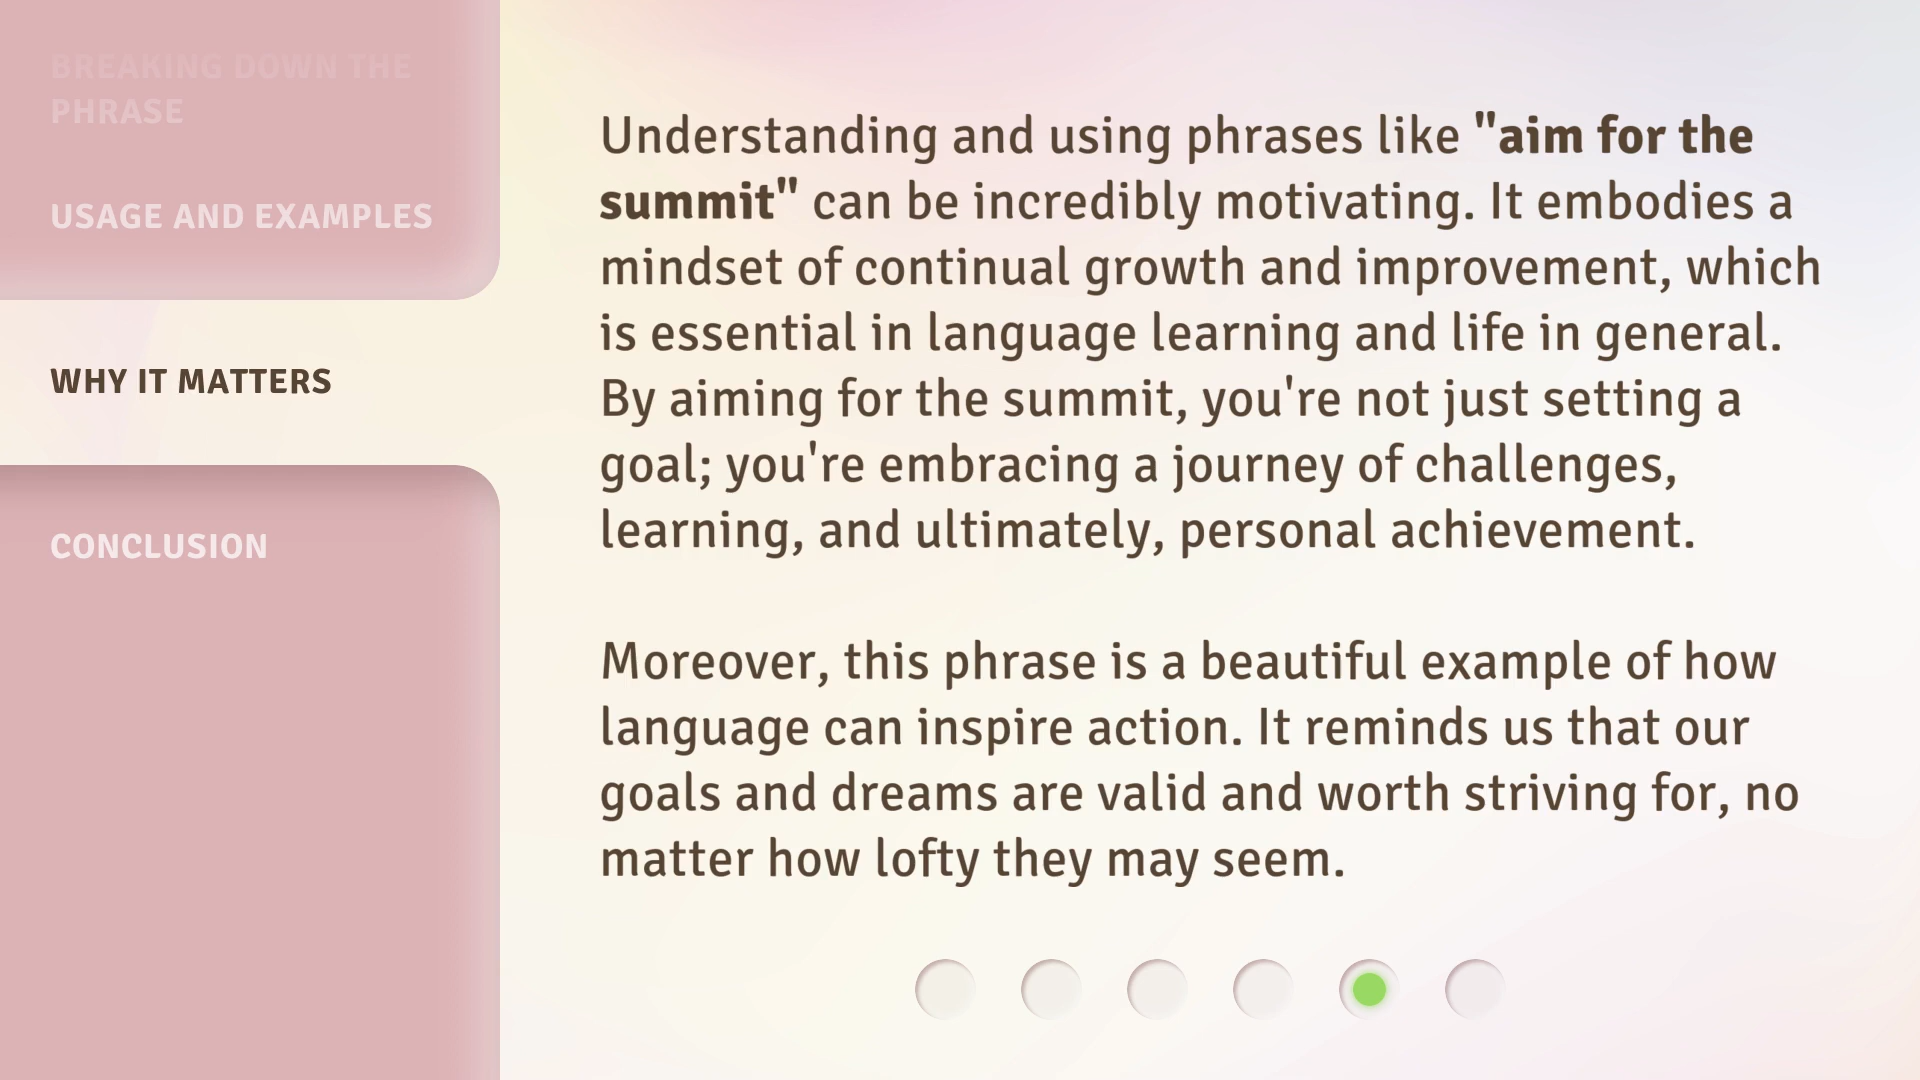 BREAKING DOWN THE
PHRASE
USAGE AND EXAMPLES
WHY IT MATTERS
CONCLUSION
Understanding and using phrases like "aim for the
summit" can be incredibly motivating. It embodies a
mindset of continual growth and improvement, which
is essential in language learning and life in general.
By aiming for the summit, you're not just setting a
goal; you're embracing a journey of challenges,
learning, and ultimately, personal achievement.
Moreover, this phrase is a beautiful example of how
language can inspire action. It reminds us that our
goals and dreams are valid and worth striving for, no
matter how lofty they may seem.